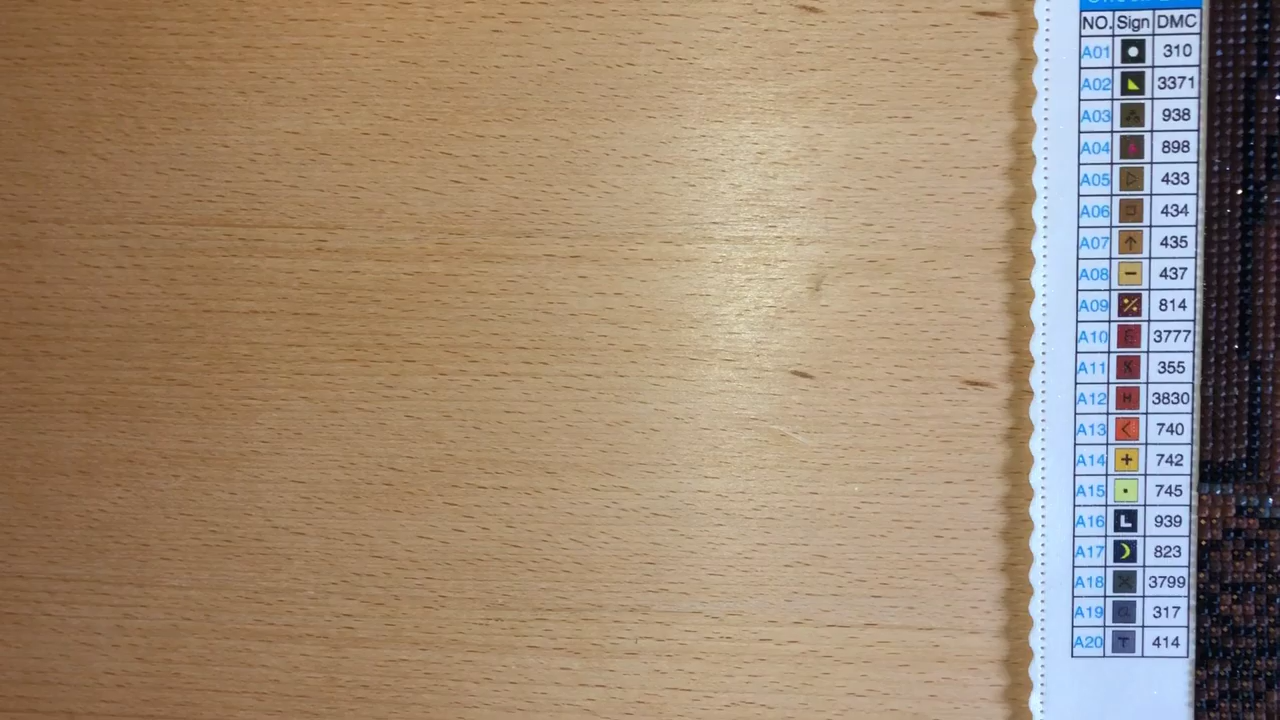 NO. Sign DMC
A01 310
A02 3371
A03 938
A04 898
A05 433
A06 434
A07 435
A08 437
A09 814
A10 3777
A11 355
A12 H 3830
A13 740
A14 + 742
A15 745
A16 L 939
A17 823
A18 3799
A19 317
A20 T 414